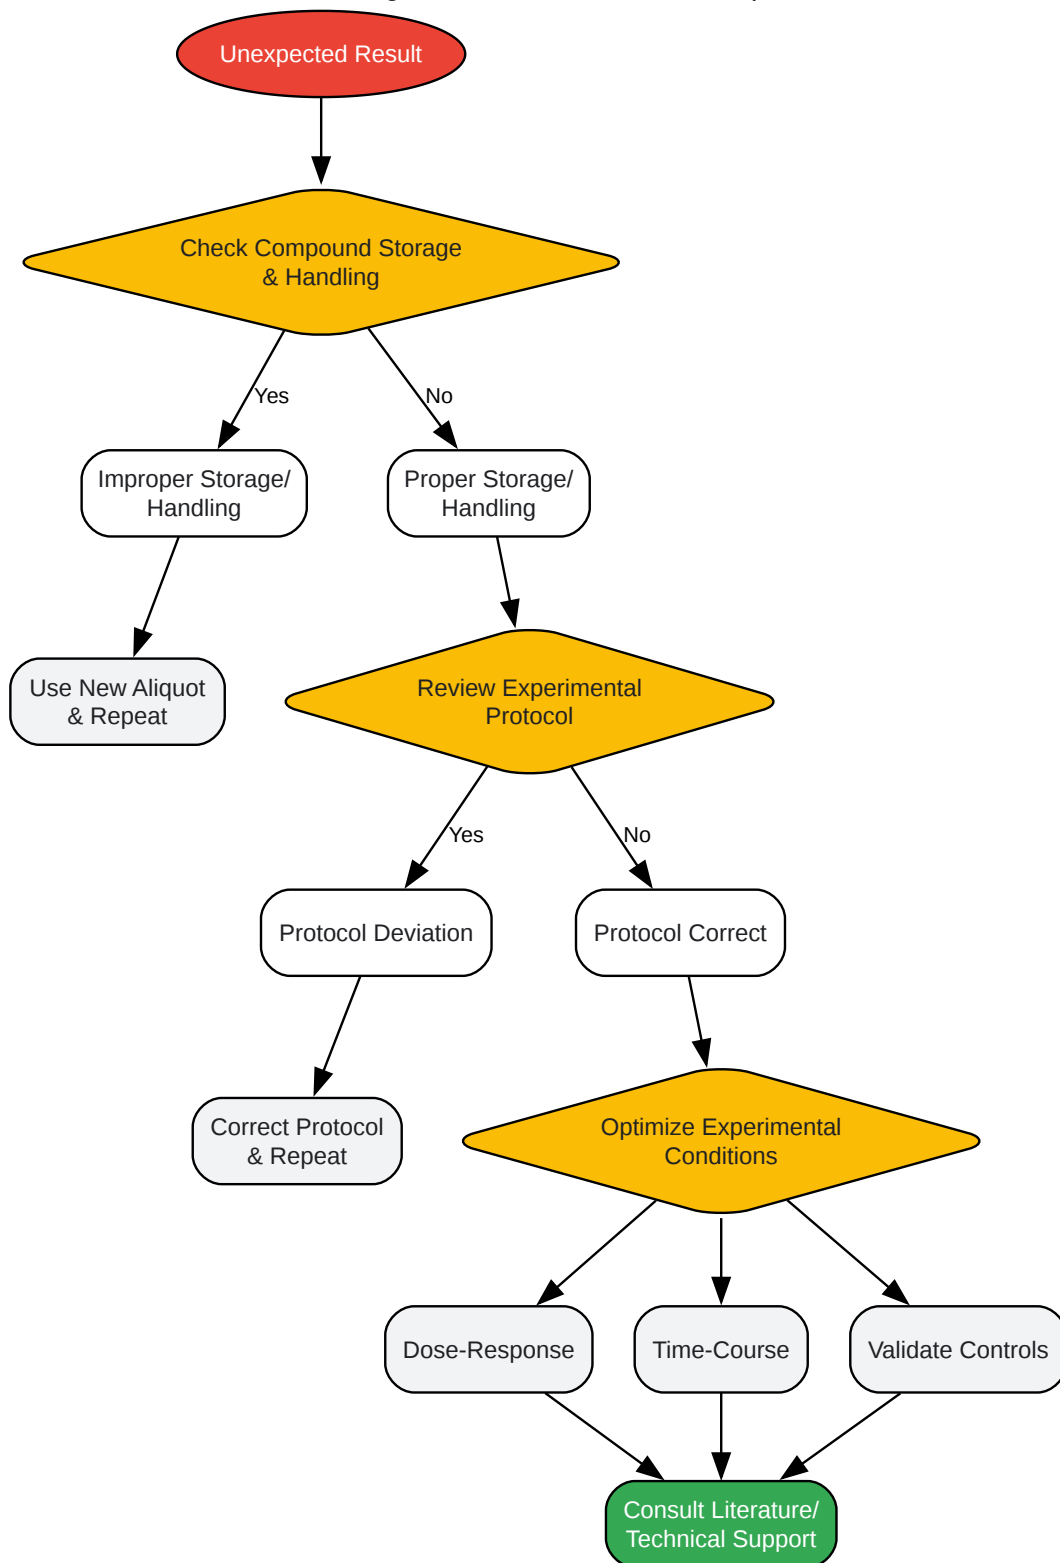 Unexpected Result
Check Compound Storage
& Handling
Yes
No
Improper Storage/
Handling
Proper Storage/
Handling
Use New Aliquot
& Repeat
Review Experimental
Protocol
Yes
No
Protocol Deviation
Protocol Correct
Correct Protocol
& Repeat
Optimize Experimental
Conditions
Dose-Response
Time-Course
Validate Controls
Consult Literature/
Technical Support